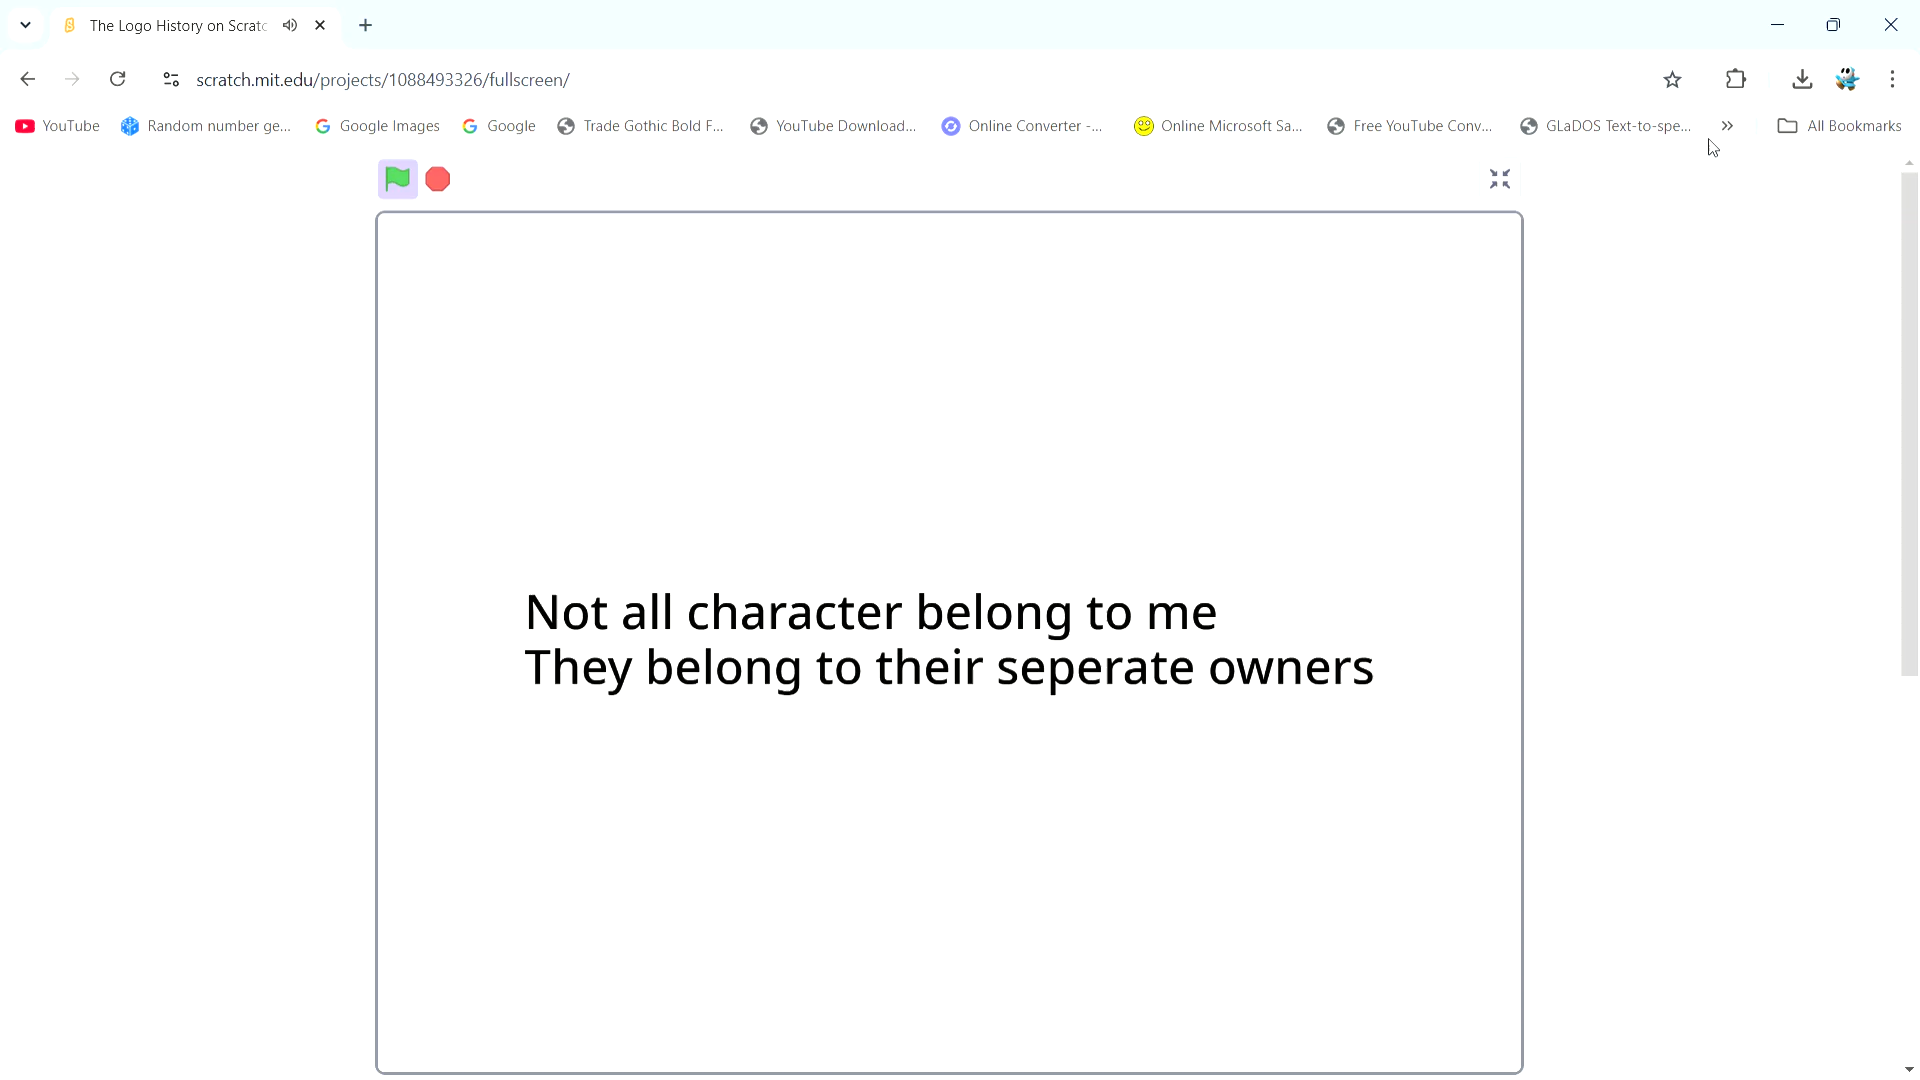 The Logo History on Scratc
scratch.mit.edu/projects/1088493326/fullscreen/
YouTube
Random number ge...
Google Images
Google
Trade Gothic Bold F...
YouTube Download...
Online Converter -...
Online Microsoft Sa...
Free YouTube Conv...
GLaDOS Text-to-spe...
All Bookmarks
Not all character belong to me
They belong to their seperate owners